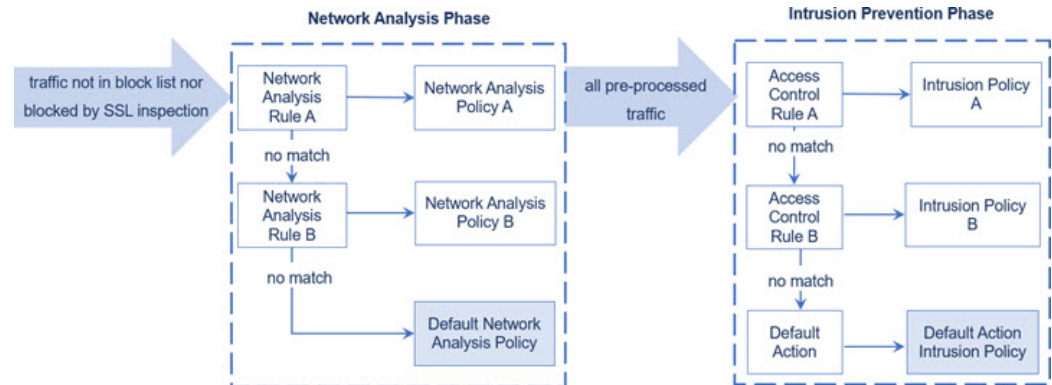 Network Analysis Phase
Intrusion Prevention Phase
traffic not in block list nor
blocked by SSL inspection
Network
Analysis
Rule A
Network Analysis
Policy A
no match
Network
Analysis
Rule B
Network Analysis
Policy B
no match
Default Network
Analysis Policy
all pre-processed
traffic
Access
Control
Rule A
Intrusion Policy
A
no match
Access
Control
Rule B
Intrusion Policy
B
no match
Default
Action
Default Action
Intrusion Policy